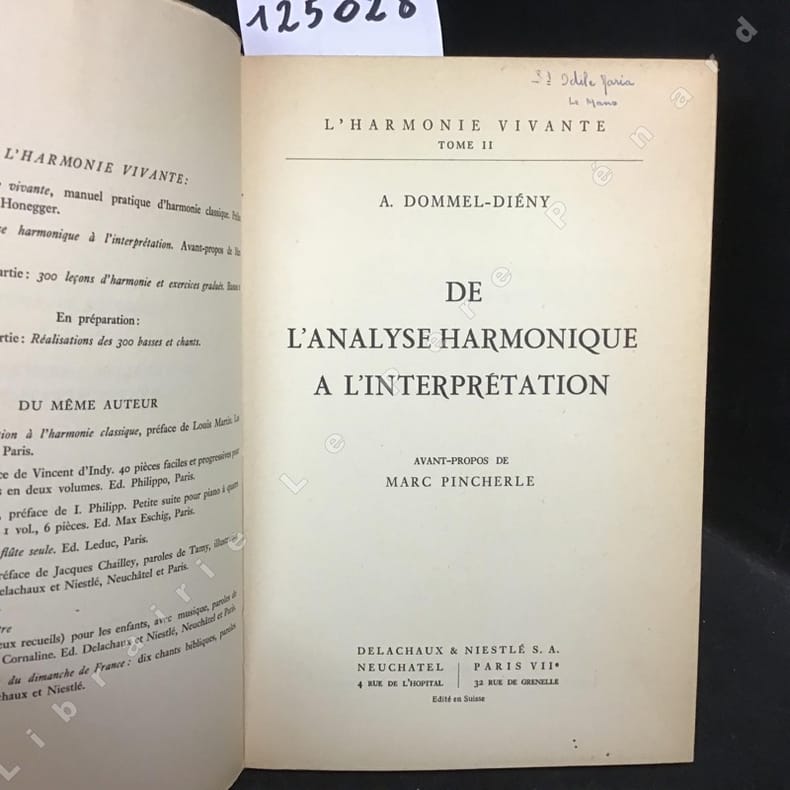 125028
L'HARMONIE VIVANTE:
vivante, manuel pratique d'harmonie classique.
Honegger.
harmonique à l'interprétation. Avant-propos de
artie: 300 leçons d'harmonie et exercices gradués.
En préparation:
rtie: Réalisations des 300 basses et chants.
DU MÊME AUTEUR
tion à l'harmonie classique, préface de Louis Martin.
Paris.
ce de Vincent d'Indy. 40 pièces faciles et progressives pour
s en deux volumes. Ed. Philippo, Paris.
, préface de I. Philipp. Petite suite pour piano à quatre
1 vol., 6 pièces. Ed. Max Eschig, Paris.
flûte seule. Ed. Leduc, Paris.
réface de Jacques Chailley, paroles de Tamy, illustré
elachaux et Niestlé, Neuchâtel et Paris.
tre
eux recueils) pour les enfants, avec musique, paroles de
Cornaline. Ed. Delachaux et Niestlé, Neuchâtel et Paris
du dimanche de France: dix chants bibliques, paroles
chaux et Niestlé.
Le Mans
L'HARMONIE VIVANTE
TOME II
A. DOMMEL-DIÉNY
DE
L'ANALYSE HARMONIQUE
A L'INTERPRÉTATION
AVANT-PROPOS DE
MARC PINCHERLE
DELACHAUX & NIESTLÉ S. A.
NEUCHATEL | PARIS VIIe
4 RUE DE L'HOPITAL | 32 RUE DE GRENELLE
Edité en Suisse
Librairie Le Père Pénard